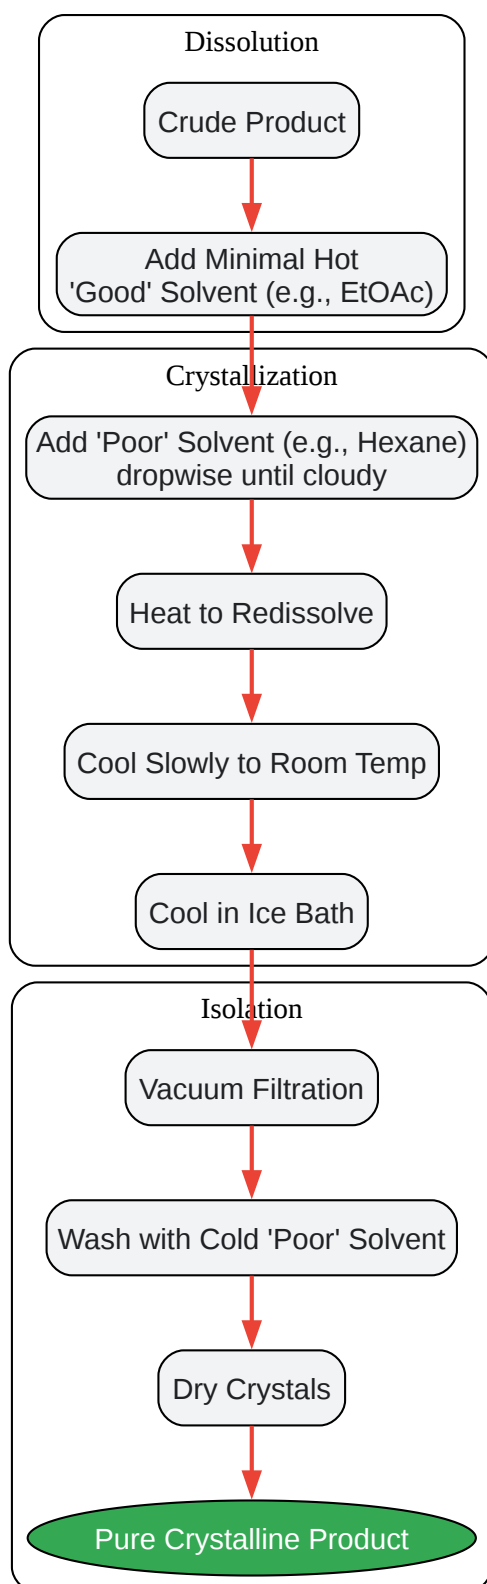 Dissolution
Crude Product
Add Minimal Hot
'Good' Solvent (e.g., EtOAc)
Crystallization
Add 'Poor' Solvent (e.g., Hexane)
dropwise until cloudy
Heat to Redissolve
Cool Slowly to Room Temp
Cool in Ice Bath
Isolation
Vacuum Filtration
Wash with Cold 'Poor' Solvent
Dry Crystals
Pure Crystalline Product